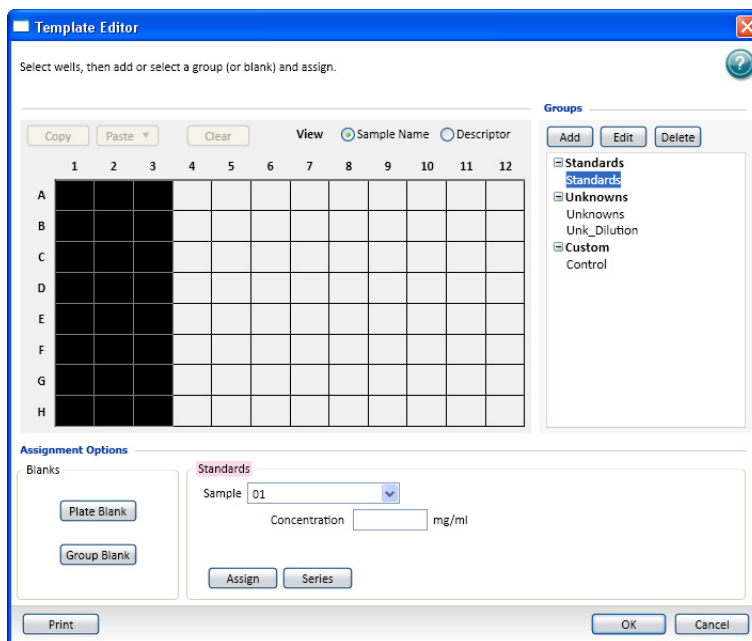 Template Editor
Select wells, then add or select a group (or blank) and assign.
?
Groups
Copy Paste Clear View Sample Name Descriptor
Add Edit Delete
1 2 3 4 5 6 7 8 9 10 11 12
A
B
C
D
E
F
G
H
Standards
Standards
Unknowns
Unknowns
Unk_Dilution
Custom
Control
Assignment Options
Blanks
Plate Blank
Group Blank
Standards
Sample 01
Concentration mg/ml
Assign Series
Print OK Cancel